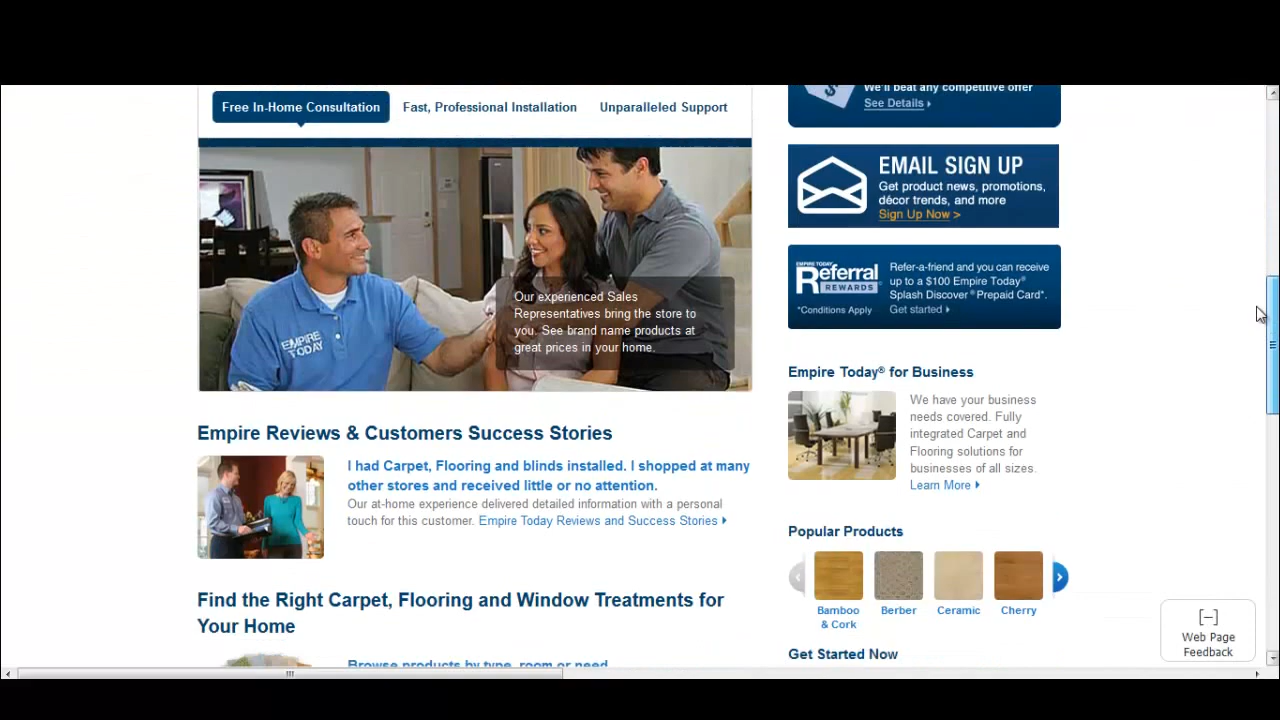 Free In-Home Consultation
Fast, Professional Installation
Unparalleled Support
EMPIRE
TODAY
Our experienced Sales
Representatives bring the store to
you. See brand name products at
great prices in your home.
Empire Reviews & Customers Success Stories
I had Carpet, Flooring and blinds installed. I shopped at many
other stores and received little or no attention.
Our at-home experience delivered detailed information with a personal
touch for this customer. Empire Today Reviews and Success Stories
Find the Right Carpet, Flooring and Window Treatments for
Your Home
Browse products by type, room or need
$
We'll beat any competitive offer
See Details
EMAIL SIGN UP
Get product news, promotions,
décor trends, and more
Sign Up Now >
EMPIRE TODAY
Referral
REWARDS
*Conditions Apply
Refer-a-friend and you can receive
up to a $100 Empire Today®
Splash Discover® Prepaid Card*.
Get started
Empire Today® for Business
We have your business
needs covered. Fully
integrated Carpet and
Flooring solutions for
businesses of all sizes.
Learn More
Popular Products
Bamboo
& Cork
Berber
Ceramic
Cherry
Get Started Now
[–]
Web Page
Feedback